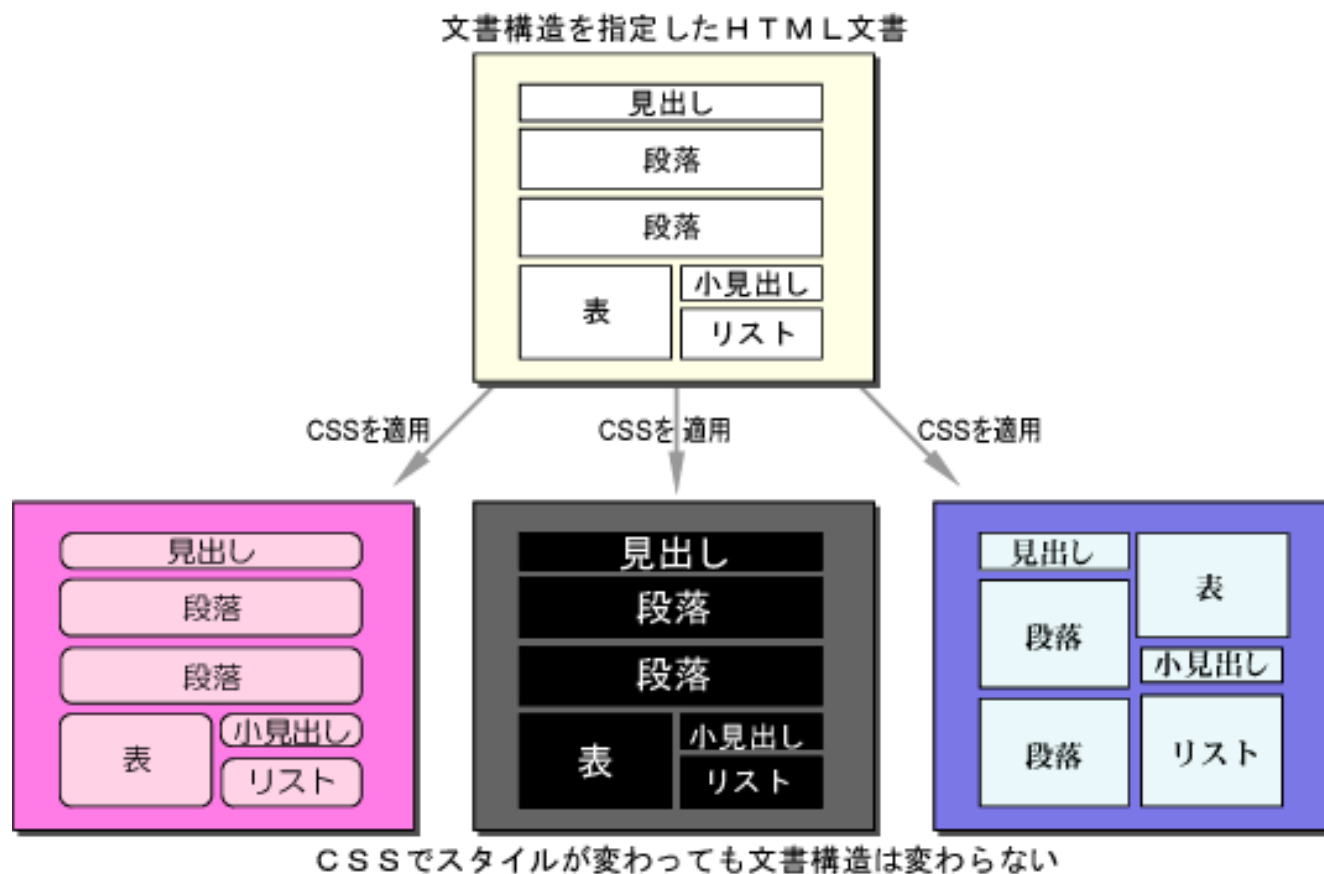 文書構造を指定したＨＴＭＬ文書
見出し
段落
段落
表
小見出し
リスト
CSSを適用
CSSを適用
CSSを適用
見出し
段落
段落
表
小見出し
リスト
見出し
段落
段落
表
小見出し
リスト
見出し
段落
段落
表
小見出し
リスト
ＣＳＳでスタイルが変わっても文書構造は変わらない